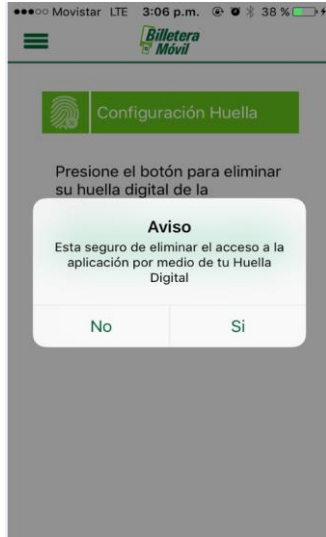 Movistar LTE 3:06 p.m. 38 %
Billetera
Móvil
Configuración Huella
Presione el botón para eliminar
su huella digital de la
Aviso
Esta seguro de eliminar el acceso a la
aplicación por medio de tu Huella
Digital
No Si